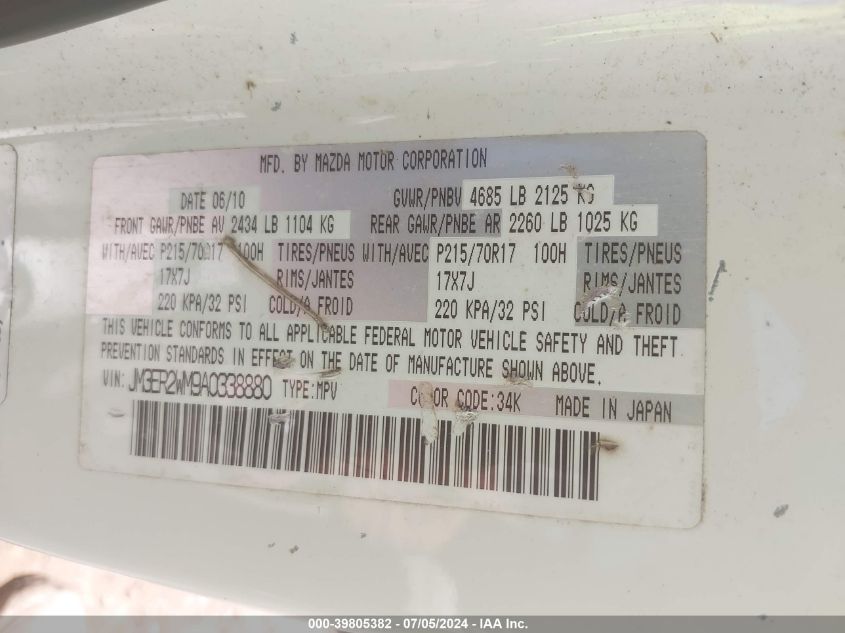 MFD. BY MAZDA MOTOR CORPORATION
DATE 06/10 GVWR/PNBV 4685 LB 2125 KG
FRONT GAWR/PNBE AV 2434 LB 1104 KG REAR GAWR/PNBE AR 2260 LB 1025 KG
WITH/AVEC P215/70R17 100H TIRES/PNEUS WITH/AVEC P215/70R17 100H TIRES/PNEUS
17X7J RIMS/JANTES 17X7J RIMS/JANTES
220 KPA/32 PSI COLD/A FROID 220 KPA/32 PSI COLD/A FROID
THIS VEHICLE CONFORMS TO ALL APPLICABLE FEDERAL MOTOR VEHICLE SAFETY AND THEFT
PREVENTION STANDARDS IN EFFECT ON THE DATE OF MANUFACTURE SHOWN ABOVE.
VIN: JM3ER2WM9A0338880 TYPE:MPV COLOR CODE:34K MADE IN JAPAN
000-39805382 - 07/05/2024 - IAA Inc.